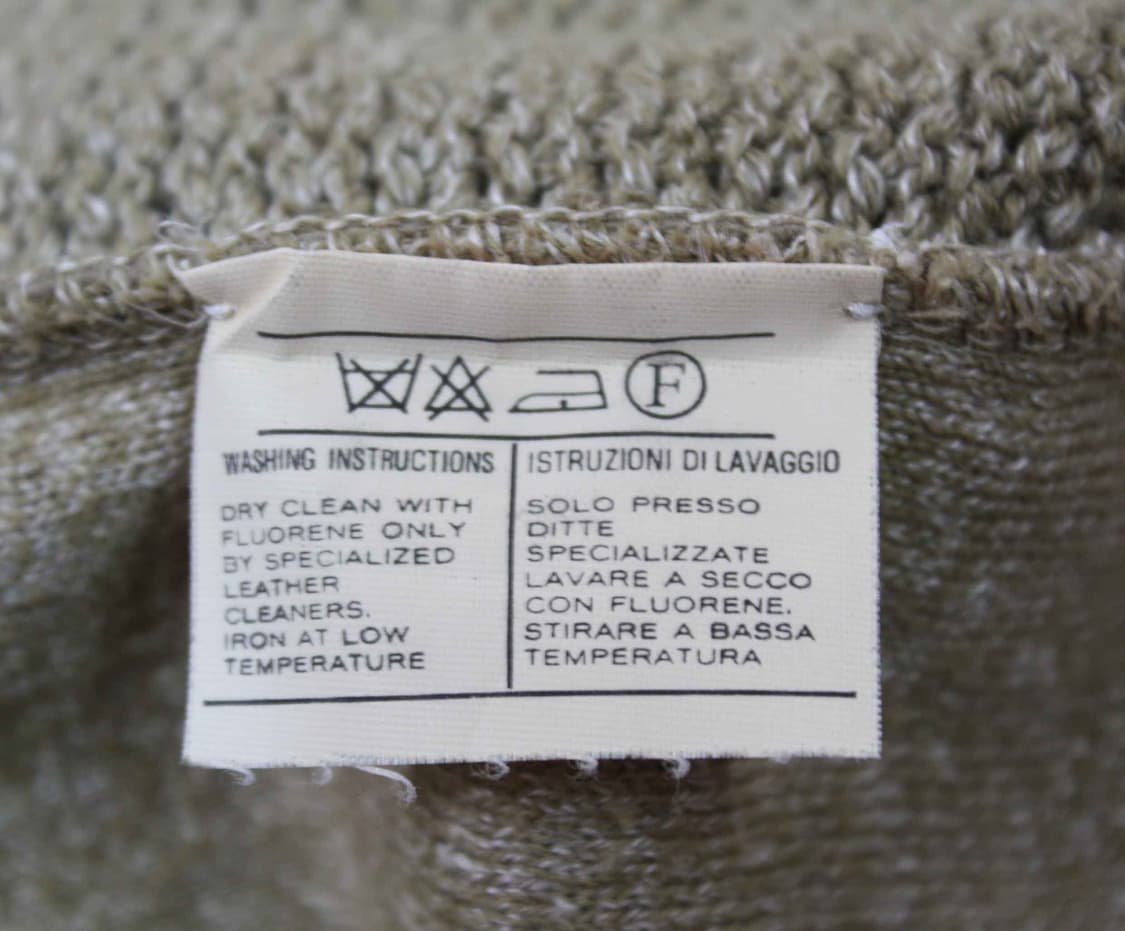 F
WASHING INSTRUCTIONS
DRY CLEAN WITH
FLUORENE ONLY
BY SPECIALIZED
LEATHER
CLEANERS.
IRON AT LOW
TEMPERATURE
ISTRUZIONI DI LAVAGGIO
SOLO PRESSO
DITTE
SPECIALIZZATE
LAVARE A SECCO
CON FLUORENE.
STIRARE A BASSA
TEMPERATURA